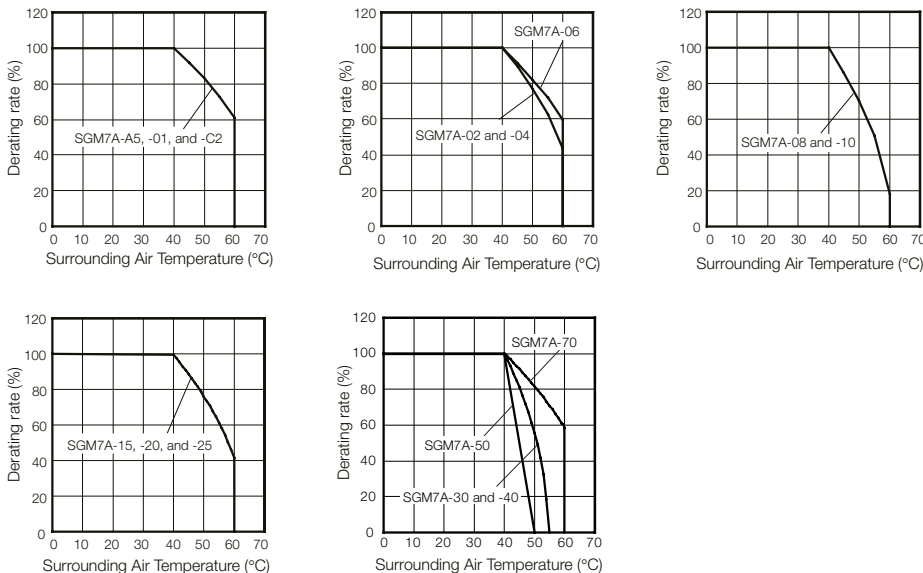 Derating rate (%)
120
100
80
60
40
20
0
SGM7A-A5, -01, and -C2
0 10 20 30 40 50 60 70
Surrounding Air Temperature (°C)
Derating rate (%)
120
100
80
60
40
20
0
SGM7A-06
SGM7A-02 and -04
0 10 20 30 40 50 60 70
Surrounding Air Temperature (°C)
Derating rate (%)
120
100
80
60
40
20
0
SGM7A-08 and -10
0 10 20 30 40 50 60 70
Surrounding Air Temperature (°C)
Derating rate (%)
120
100
80
60
40
20
0
SGM7A-15, -20, and -25
0 10 20 30 40 50 60 70
Surrounding Air Temperature (°C)
Derating rate (%)
120
100
80
60
40
20
0
SGM7A-70
SGM7A-50
SGM7A-30 and -40
0 10 20 30 40 50 60 70
Surrounding Air Temperature (°C)